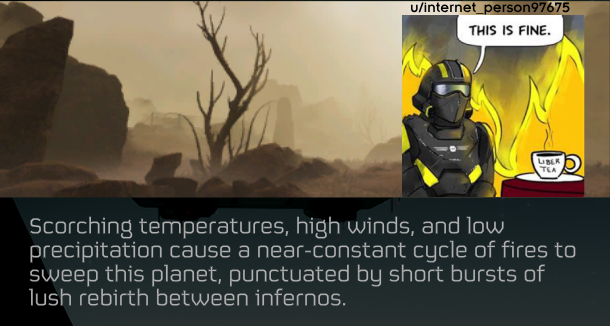 u/internet_person97675
THIS IS FINE.
LIBER
TEA
Scorching temperatures, high winds, and low
precipitation cause a near-constant cycle of fires to
sweep this planet, punctuated by short bursts of
lush rebirth between infernos.